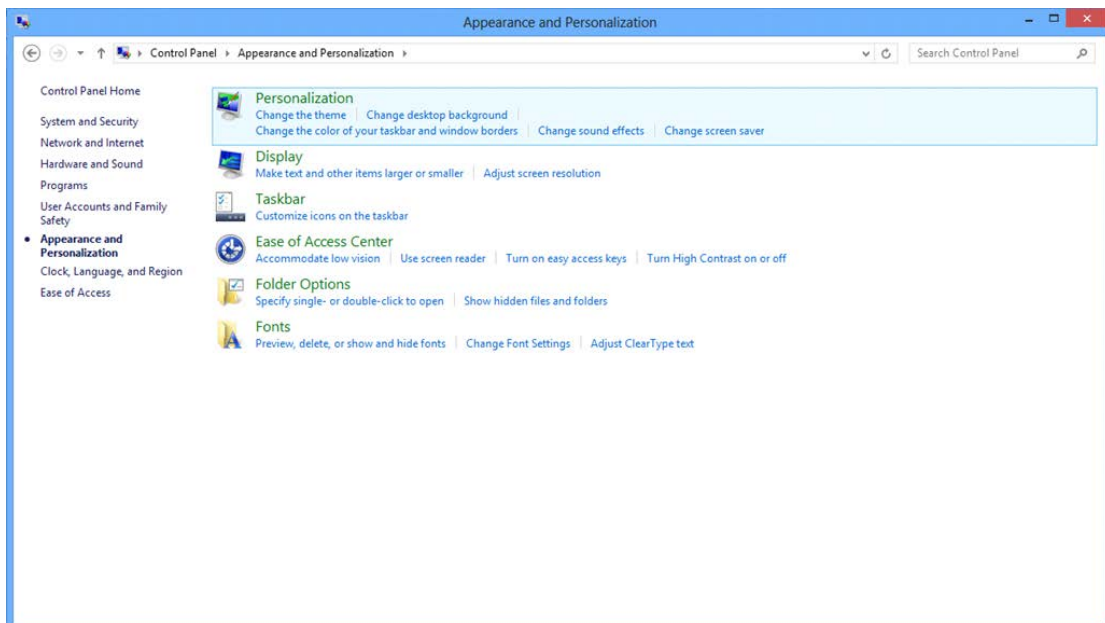 Appearance and Personalization
Control Panel Appearance and Personalization
Search Control Panel
Control Panel Home
System and Security
Network and Internet
Hardware and Sound
Programs
User Accounts and Family
Safety
Appearance and
Personalization
Clock, Language, and Region
Ease of Access
Personalization
Change the theme Change desktop background
Change the color of your taskbar and window borders Change sound effects Change screen saver
Display
Make text and other items larger or smaller Adjust screen resolution
Taskbar
Customize icons on the taskbar
Ease of Access Center
Accommodate low vision Use screen reader Turn on easy access keys Turn High Contrast on or off
Folder Options
Specify single- or double-click to open Show hidden files and folders
Fonts
Preview, delete, or show and hide fonts Change Font Settings Adjust ClearType text